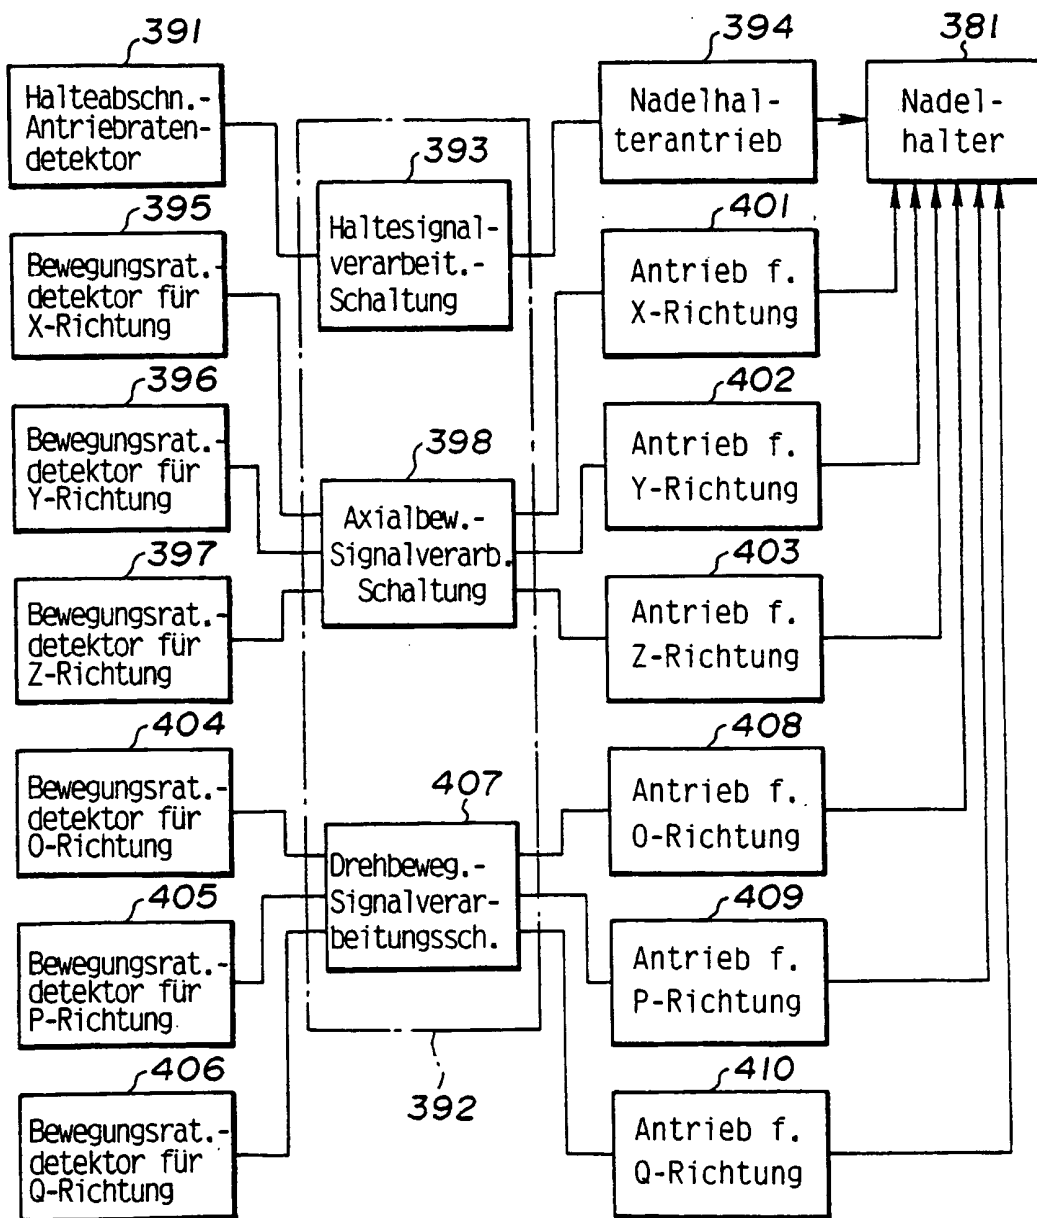 391
Halteabschn.-
Antriebraten-
detektor
393
Haltesignal-
verarbeit.-
Schaltung
394
Nadelhal-
terantrieb
381
Nadel-
halter
395
Bewegungsrat.-
detektor für
X-Richtung
401
Antrieb f.
X-Richtung
396
Bewegungsrat.-
detektor für
Y-Richtung
398
Axialbew.-
Signalverarb.
Schaltung
402
Antrieb f.
Y-Richtung
397
Bewegungsrat.-
detektor für
Z-Richtung
403
Antrieb f.
Z-Richtung
404
Bewegungsrat.-
detektor für
O-Richtung
407
Drehbeweg.-
Signalverar-
beitungssch.
408
Antrieb f.
O-Richtung
405
Bewegungsrat.-
detektor für
P-Richtung
409
Antrieb f.
P-Richtung
406
Bewegungsrat.-
detektor für
Q-Richtung
392
410
Antrieb f.
Q-Richtung